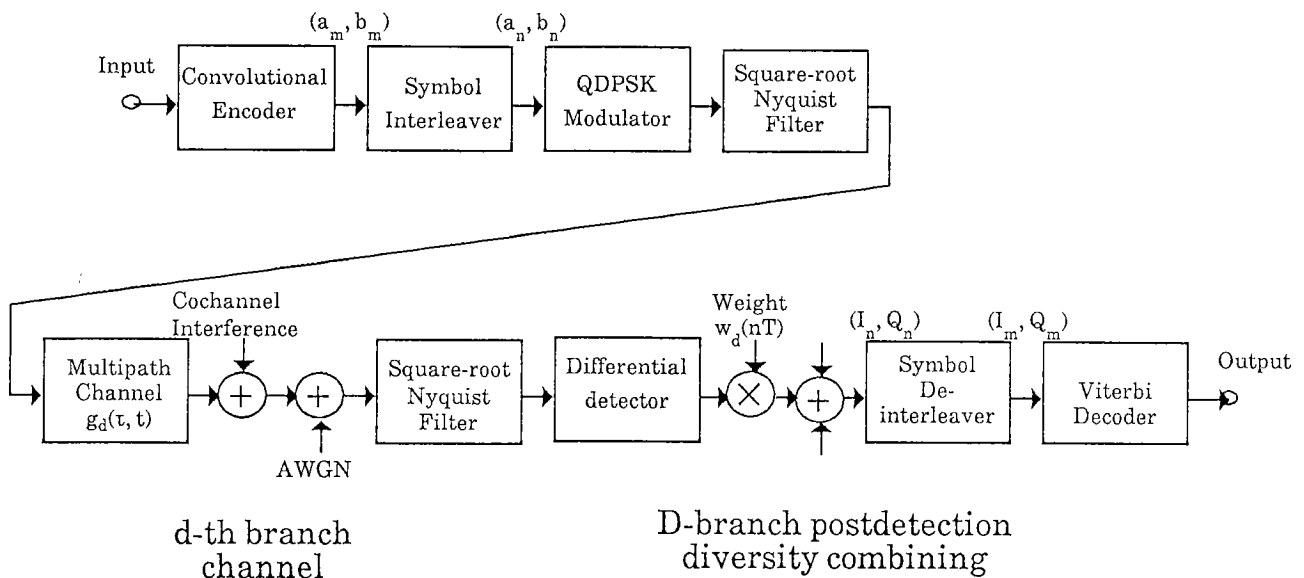 (a_m, b_m)
(a_n, b_n)
Input
Convolutional
Encoder
Symbol
Interleaver
QDPSK
Modulator
Square-root
Nyquist
Filter
Cochannel
Interference
Weight
w_d(nT)
(I_n, Q_n)
(I_m, Q_m)
Multipath
Channel
g_d(τ, t)
+
+
AWGN
Square-root
Nyquist
Filter
Differential
detector
×
+
Symbol
De-
interleaver
Viterbi
Decoder
Output
d-th branch
channel
D-branch postdetection
diversity combining